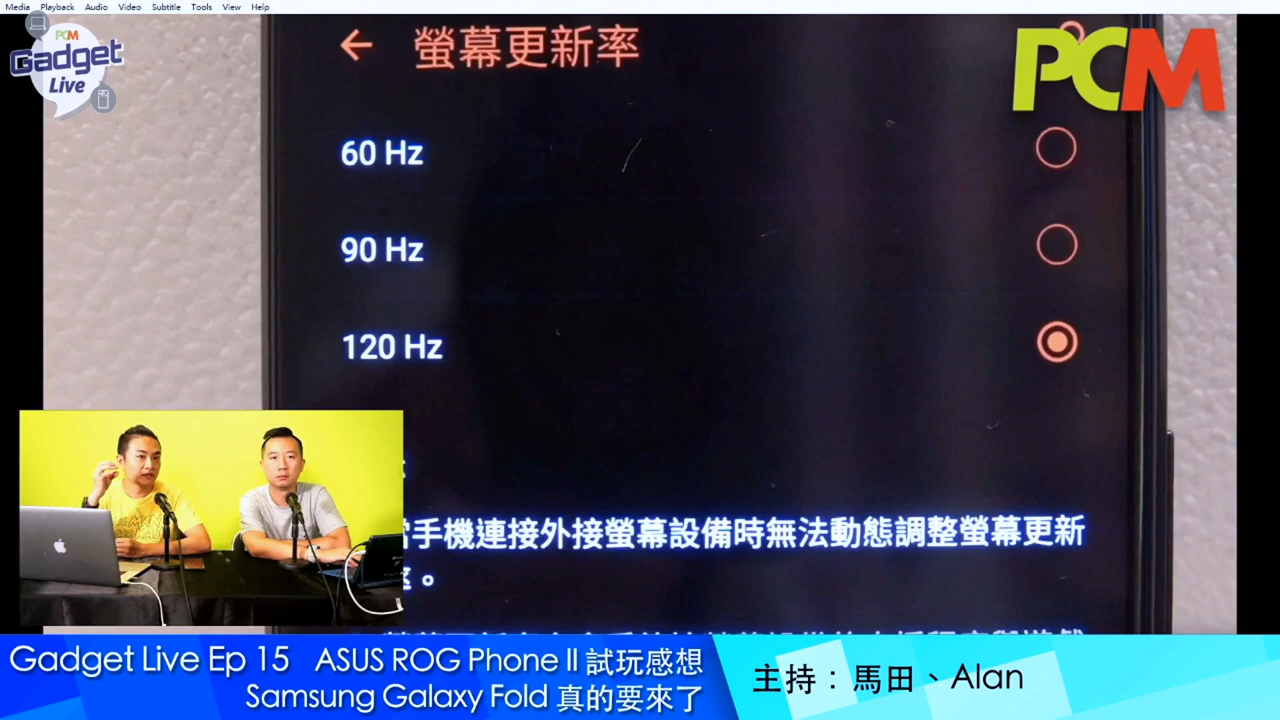 Media Playback Audio Video Subtitle Tools View Help
PCM
Gadget
Live
PCM
螢幕更新率
60 Hz
90 Hz
120 Hz
手機連接外接螢幕設備時無法動態調整螢幕更新
。
Gadget Live Ep 15 ASUS ROG Phone II 試玩感想
Samsung Galaxy Fold 真的要來了
主持：馬田、Alan